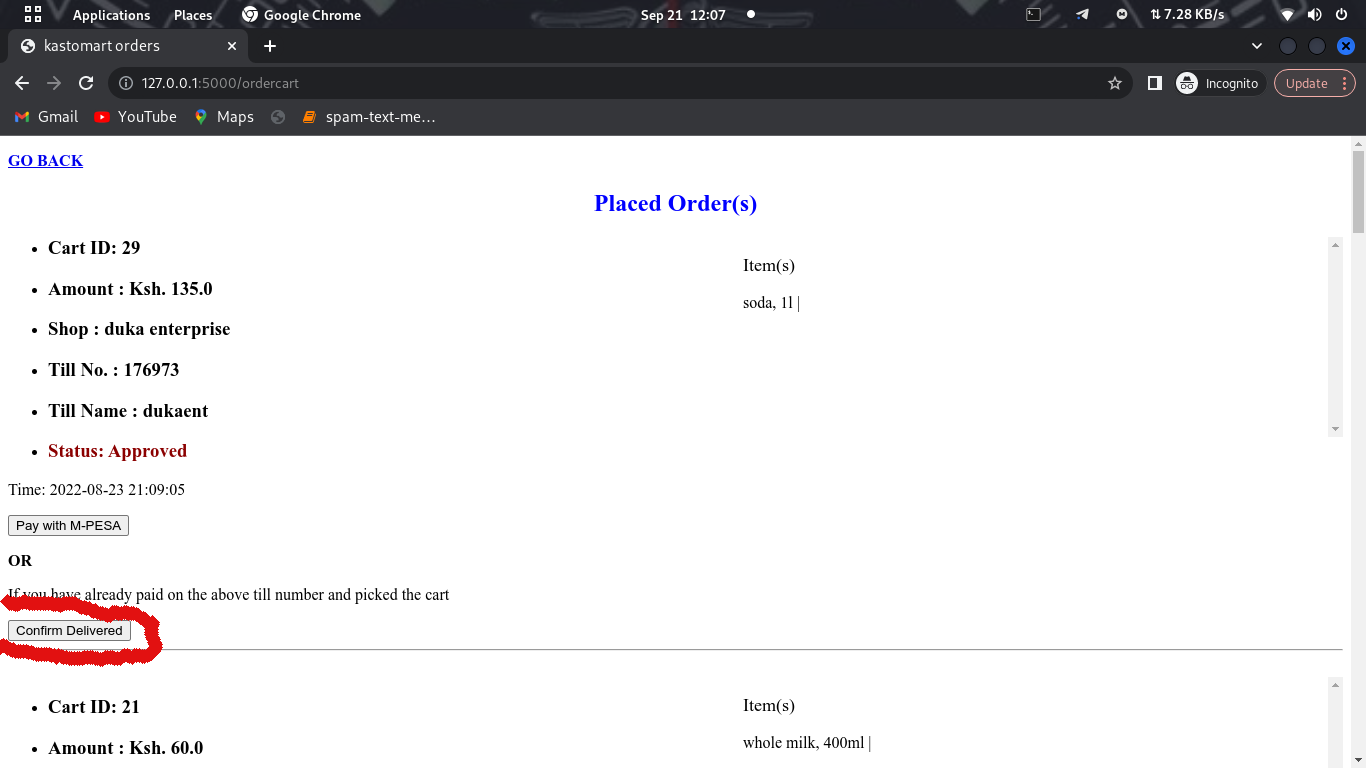 Applications Places Google Chrome Sep 21 12:07 7.28 KB/s
kastomart orders
127.0.0.1:5000/ordercart Incognito Update
Gmail YouTube Maps spam-text-me...
GO BACK
Placed Order(s)
Cart ID: 29
Amount : Ksh. 135.0
Shop : duka enterprise
Till No. : 176973
Till Name : dukaent
Status: Approved
Item(s)
soda, 1l |
Time: 2022-08-23 21:09:05
Pay with M-PESA
OR
If you have already paid on the above till number and picked the cart
Confirm Delivered
Cart ID: 21
Amount : Ksh. 60.0
Item(s)
whole milk, 400ml |